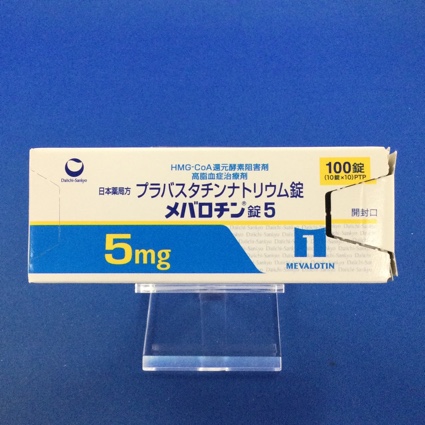 Daiichi-Sankyo
HMG-CoA還元酵素阻害剤
高脂血症治療剤
日本薬局方 プラバスタチンナトリウム錠
メバロチン®錠5
100錠
(10錠×10)PTP
開封口
5mg
1
MEVALOTIN